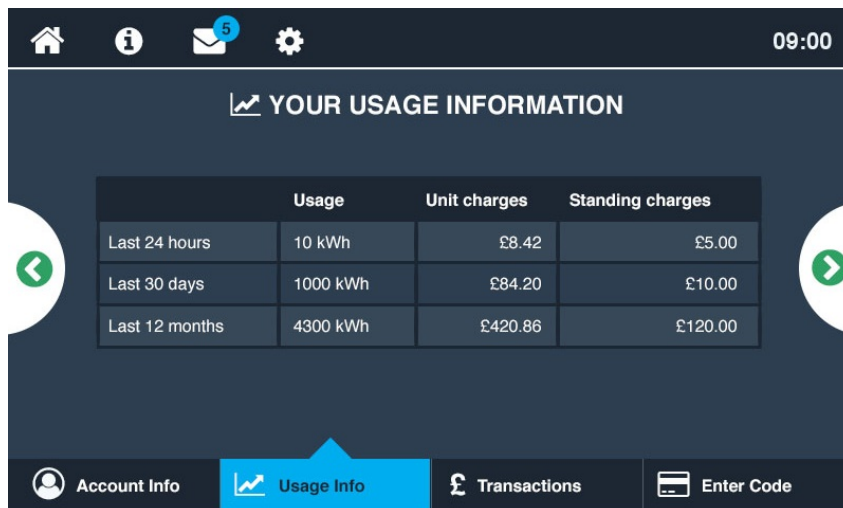 5
09:00
YOUR USAGE INFORMATION
Usage Unit charges Standing charges
Last 24 hours 10 kWh £8.42 £5.00
Last 30 days 1000 kWh £84.20 £10.00
Last 12 months 4300 kWh £420.86 £120.00
Account Info Usage Info £ Transactions Enter Code